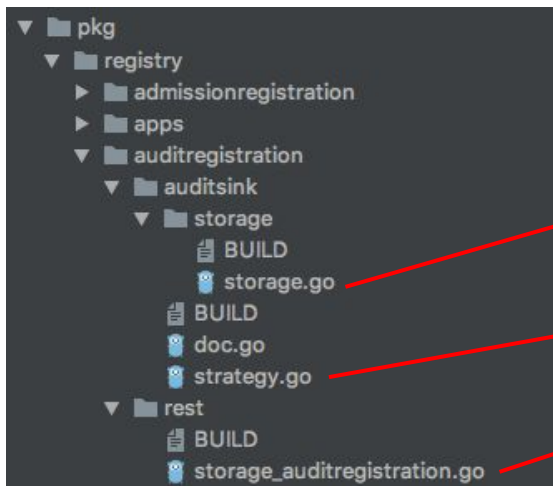 pkg
registry
admissionregistration
apps
auditregistration
auditsink
storage
BUILD
storage.go
BUILD
doc.go
strategy.go
rest
BUILD
storage_auditregistration.go